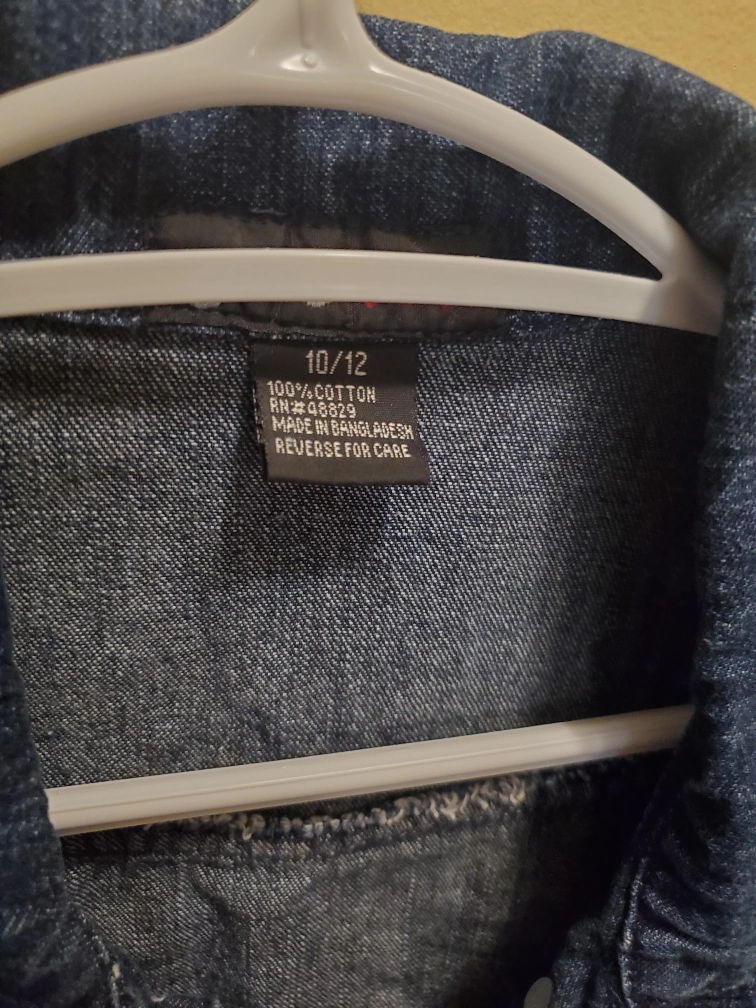 10/12
100% COTTON
RN#48829
MADE IN BANGLADESH
REVERSE FOR CARE